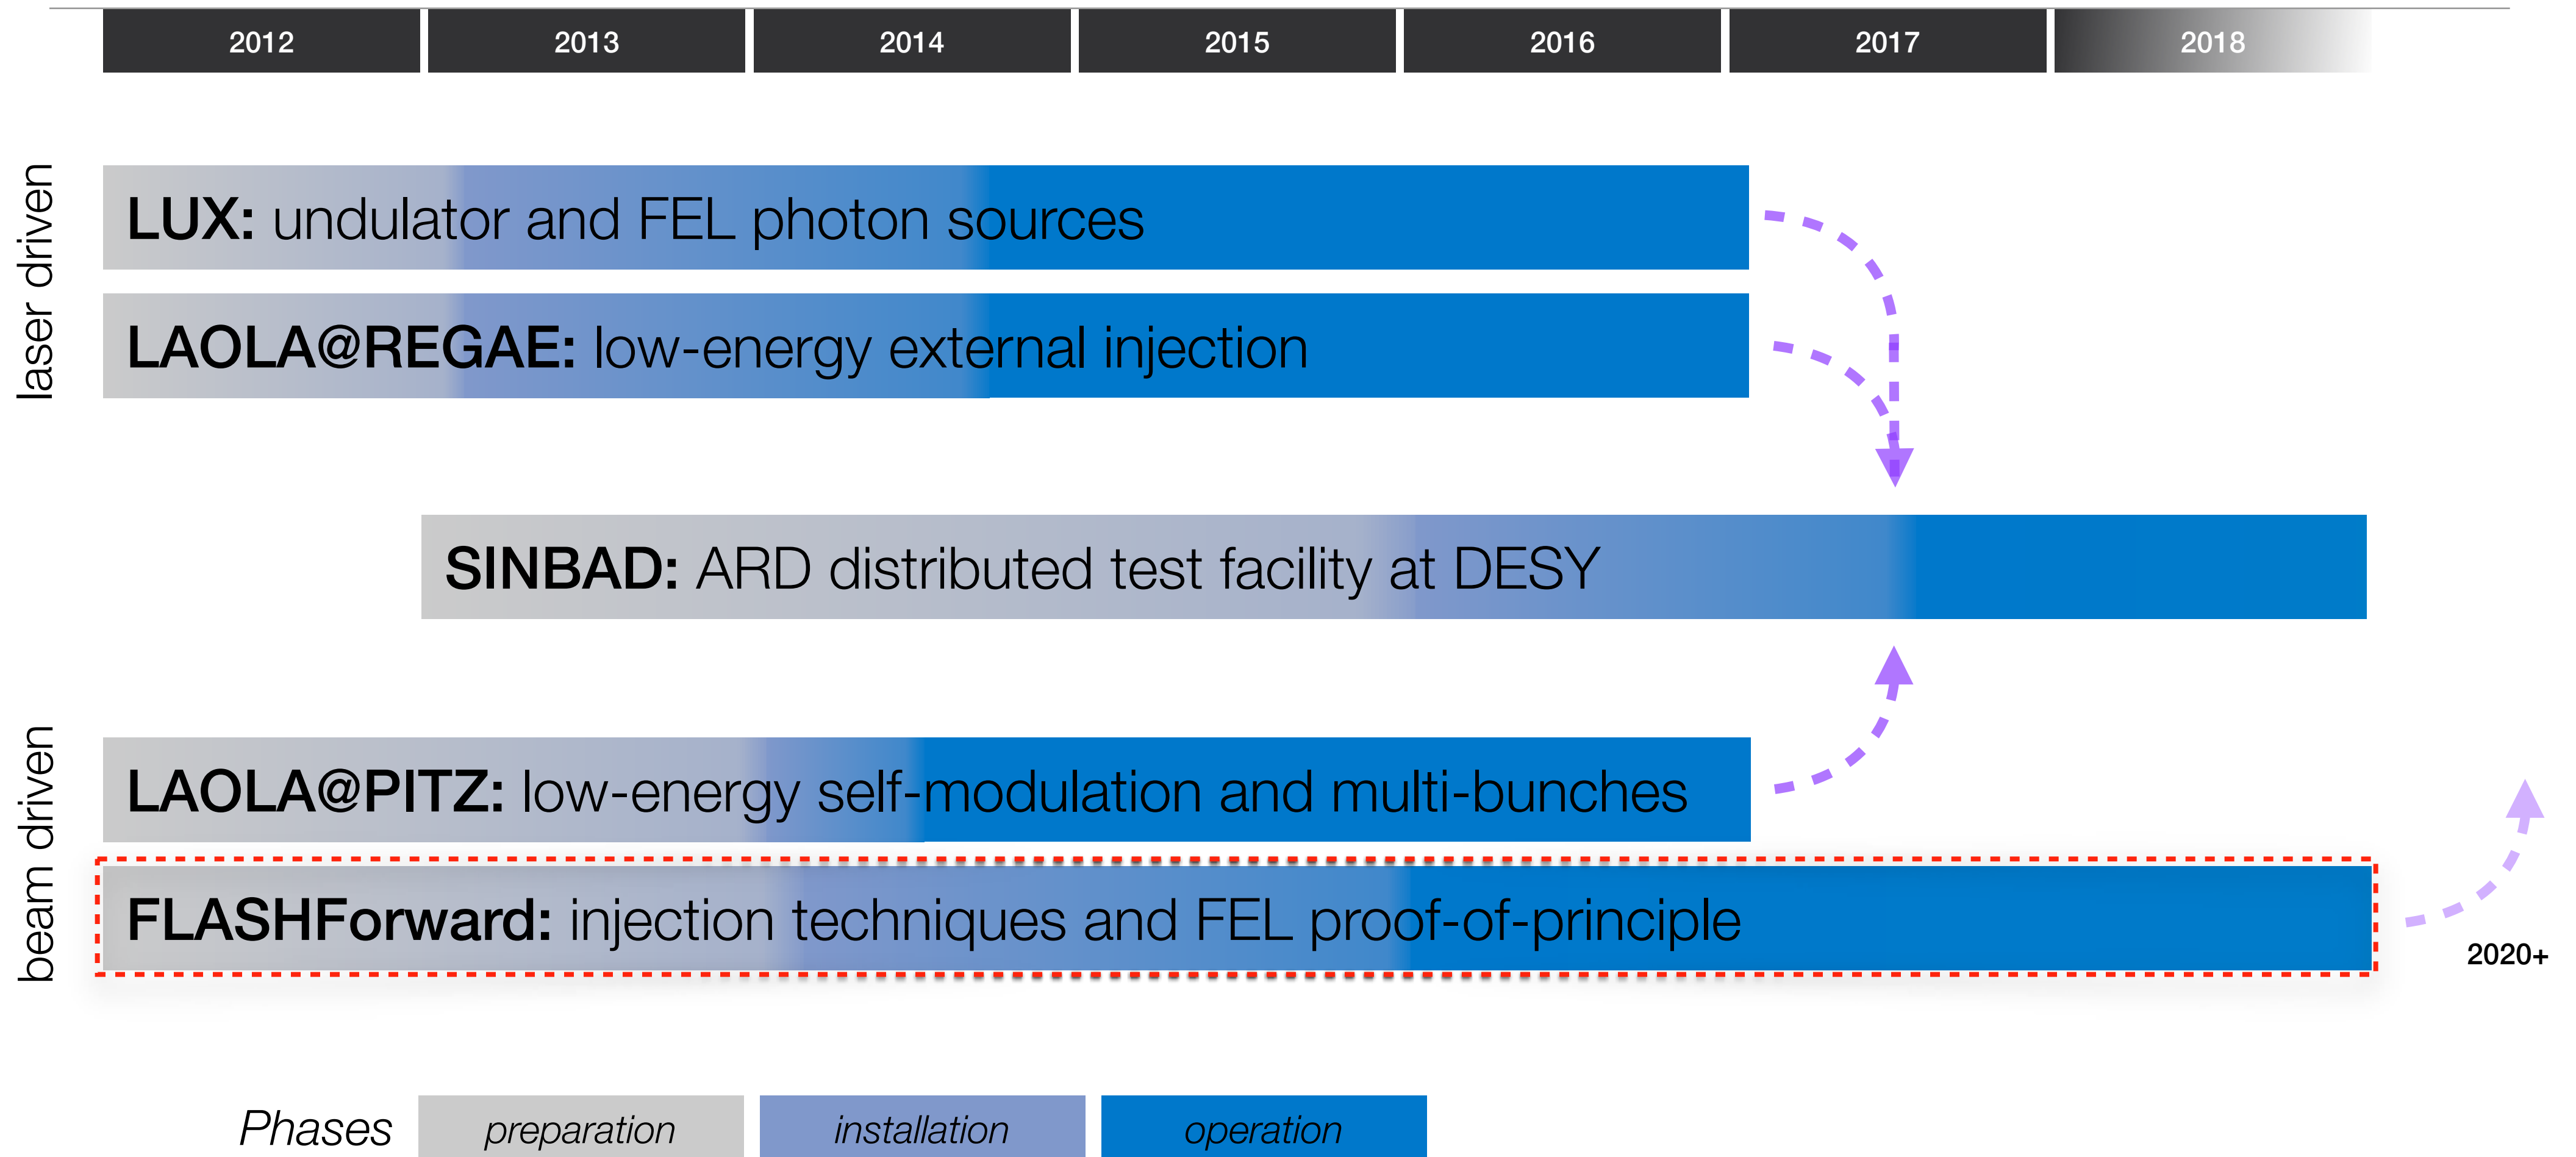 2012 2013 2014 2015 2016 2017 2018
laser driven
LUX: undulator and FEL photon sources
LAOLA@REGAE: low-energy external injection
SINBAD: ARD distributed test facility at DESY
beam driven
LAOLA@PITZ: low-energy self-modulation and multi-bunches
FLASHForward: injection techniques and FEL proof-of-principle
2020+
Phases preparation installation operation